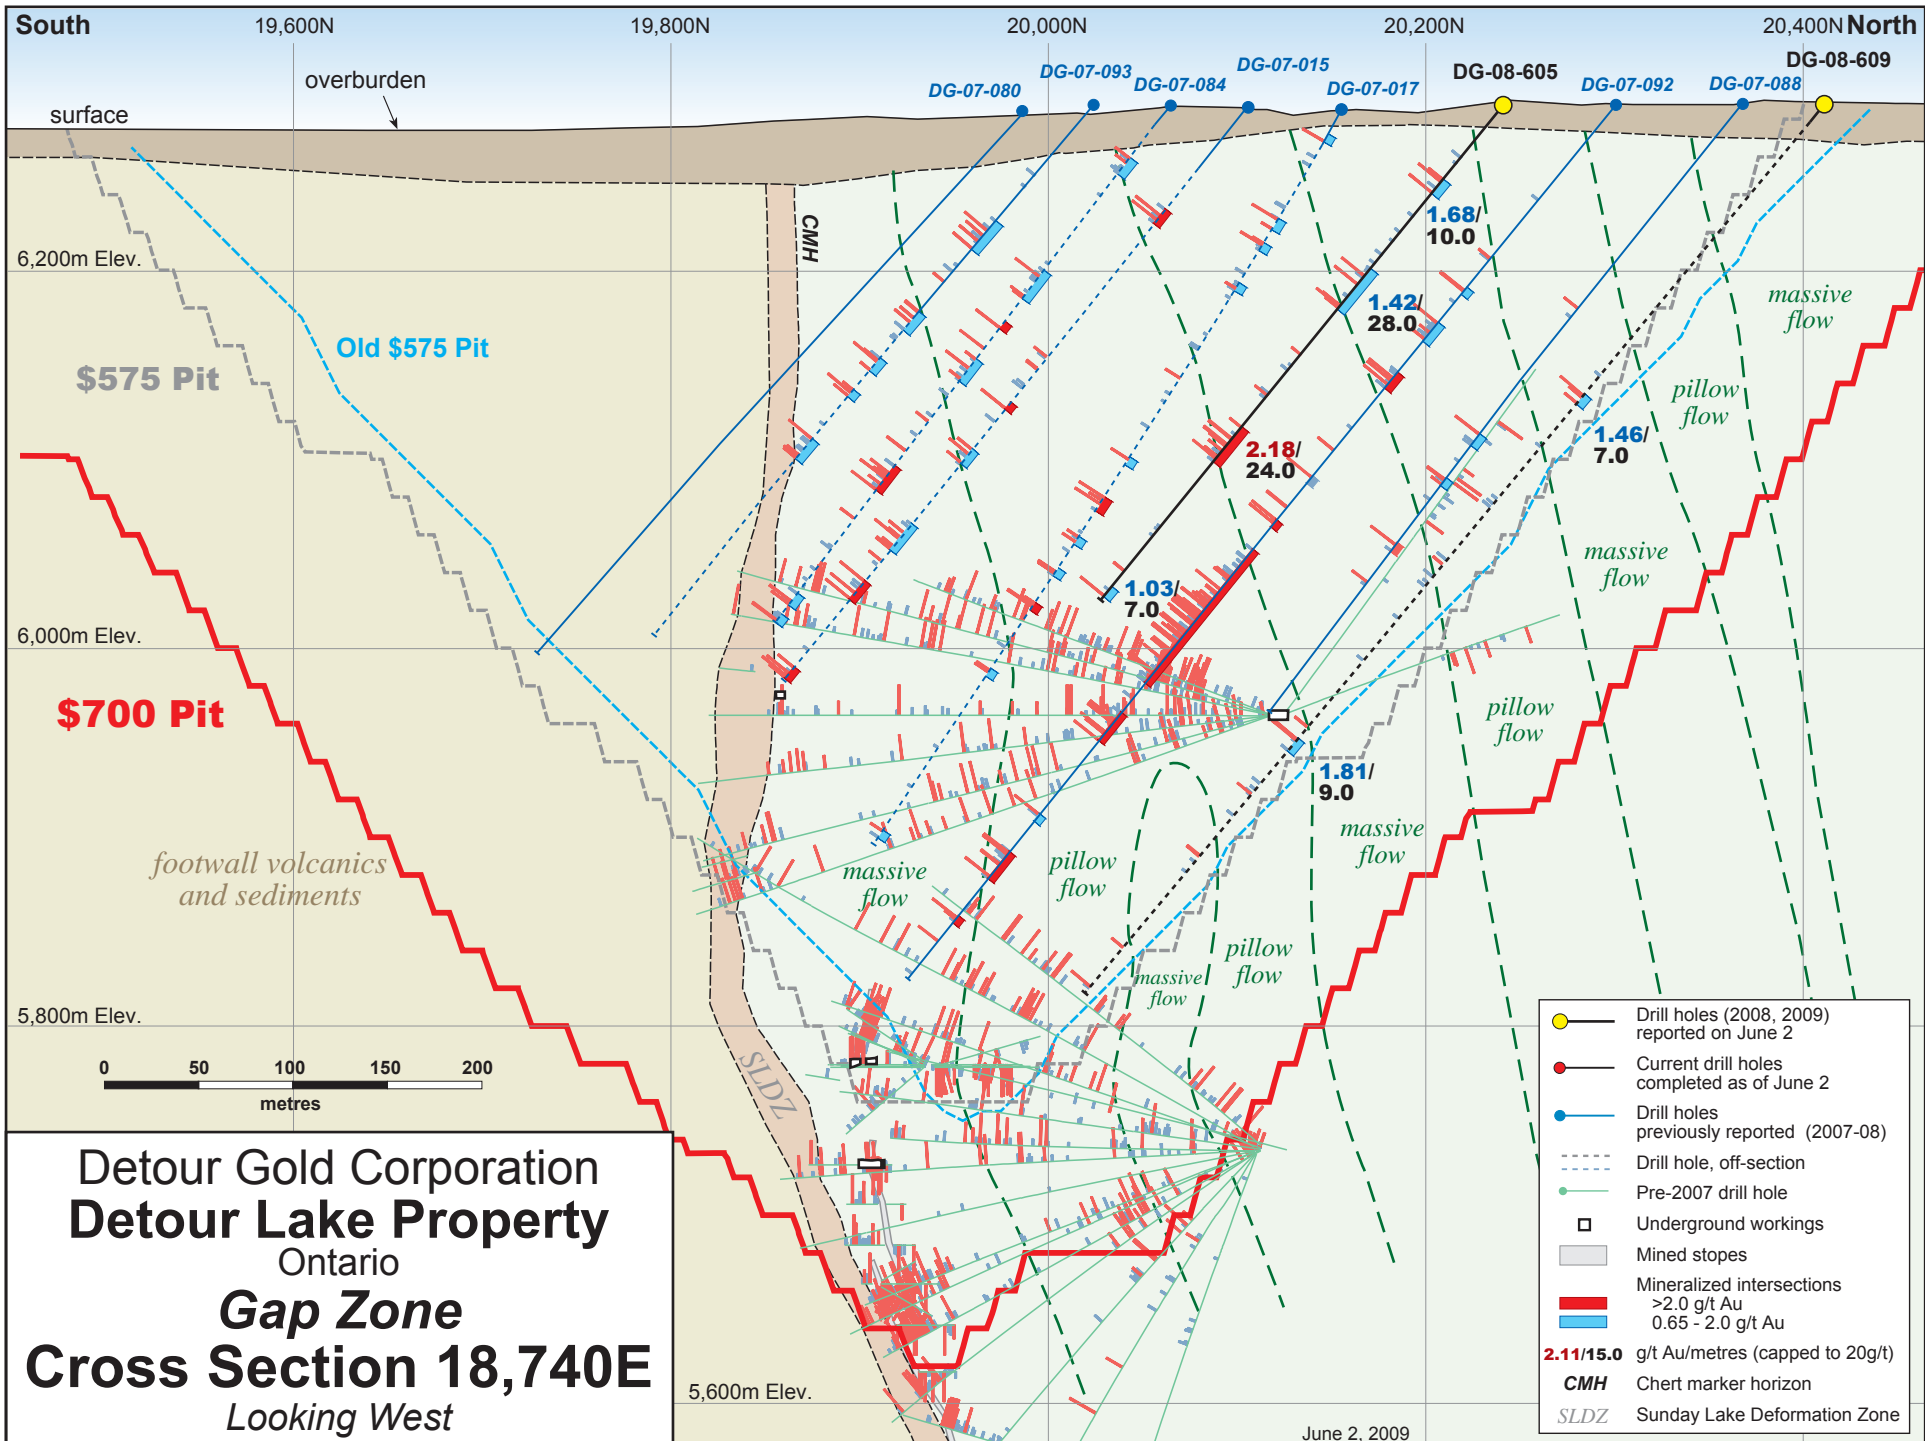 South
19,600N
19,800N
20,000N
20,200N
20,400N
North
overburden
surface
DG-07-080
DG-07-093
DG-07-084
DG-07-015
DG-07-017
DG-08-605
DG-07-092
DG-07-088
DG-08-609
CMH
6,200m Elev.
1.68/
10.0
1.42/
28.0
massive
flow
Old $575 Pit
$575 Pit
pillow
flow
2.18/
24.0
1.46/
7.0
massive
flow
1.03/
7.0
6,000m Elev.
$700 Pit
pillow
flow
1.81/
9.0
massive
flow
footwall volcanics
and sediments
massive
flow
pillow
flow
pillow
flow
massive
flow
5,800m Elev.
SLDZ
0 50 100 150 200
metres
Detour Gold Corporation
Detour Lake Property
Ontario
Gap Zone
Cross Section 18,740E
Looking West
5,600m Elev.
June 2, 2009
Drill holes (2008, 2009)
reported on June 2
Current drill holes
completed as of June 2
Drill holes
previously reported (2007-08)
Drill hole, off-section
Pre-2007 drill hole
Underground workings
Mined stopes
Mineralized intersections
>2.0 g/t Au
0.65 - 2.0 g/t Au
2.11/15.0 g/t Au/metres (capped to 20g/t)
CMH Chert marker horizon
SLDZ Sunday Lake Deformation Zone